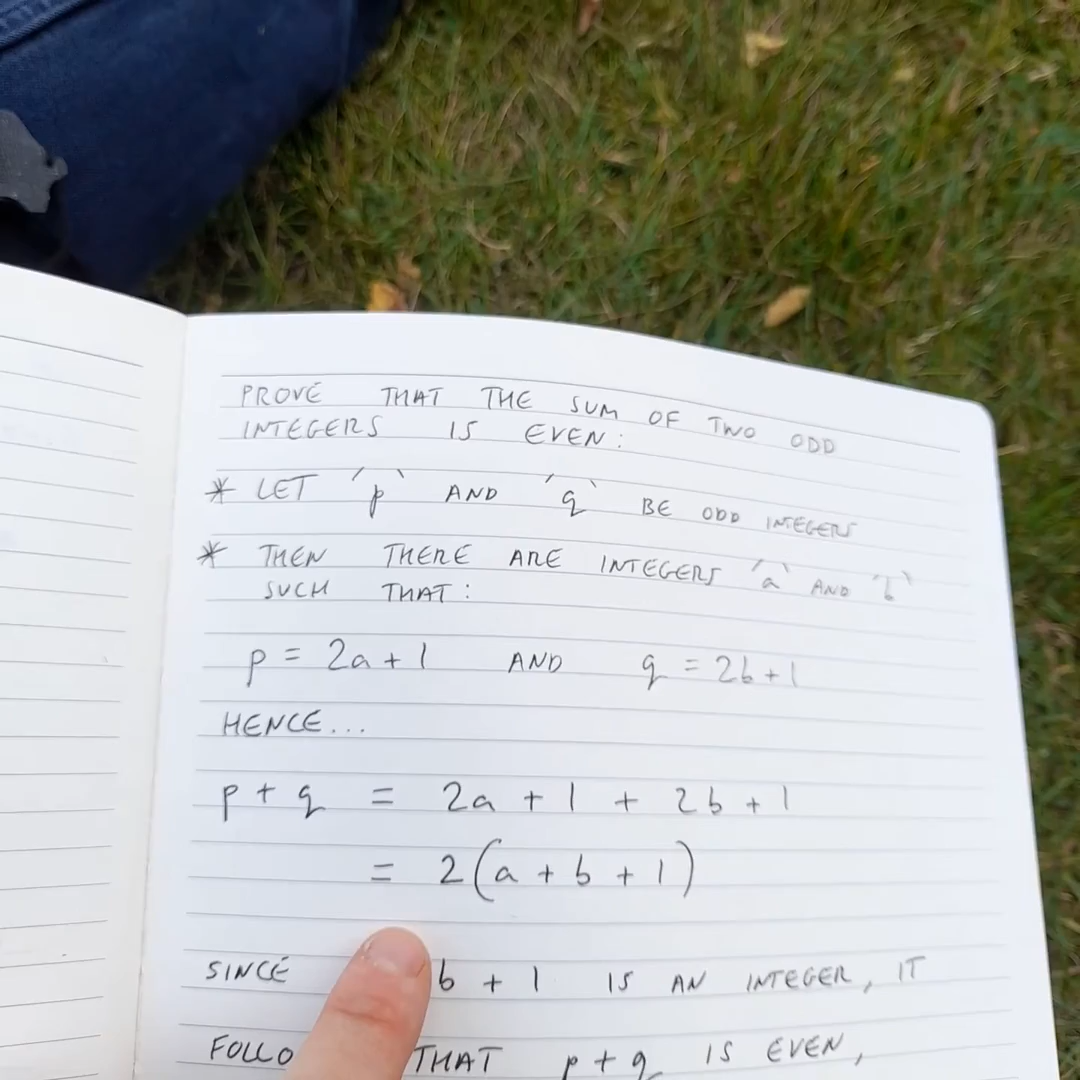 PROVE THAT THE SUM OF TWO ODD
INTEGERS IS EVEN:
* LET 'p' AND 'q' BE ODD INTEGERS
* THEN THERE ARE INTEGERS 'a' AND 'b'
SUCH THAT:
p = 2a + 1 AND q = 2b + 1
HENCE...
p + q = 2a + 1 + 2b + 1
= 2(a + b + 1)
SINCE b + 1 IS AN INTEGER, IT
THAT p + q IS EVEN,